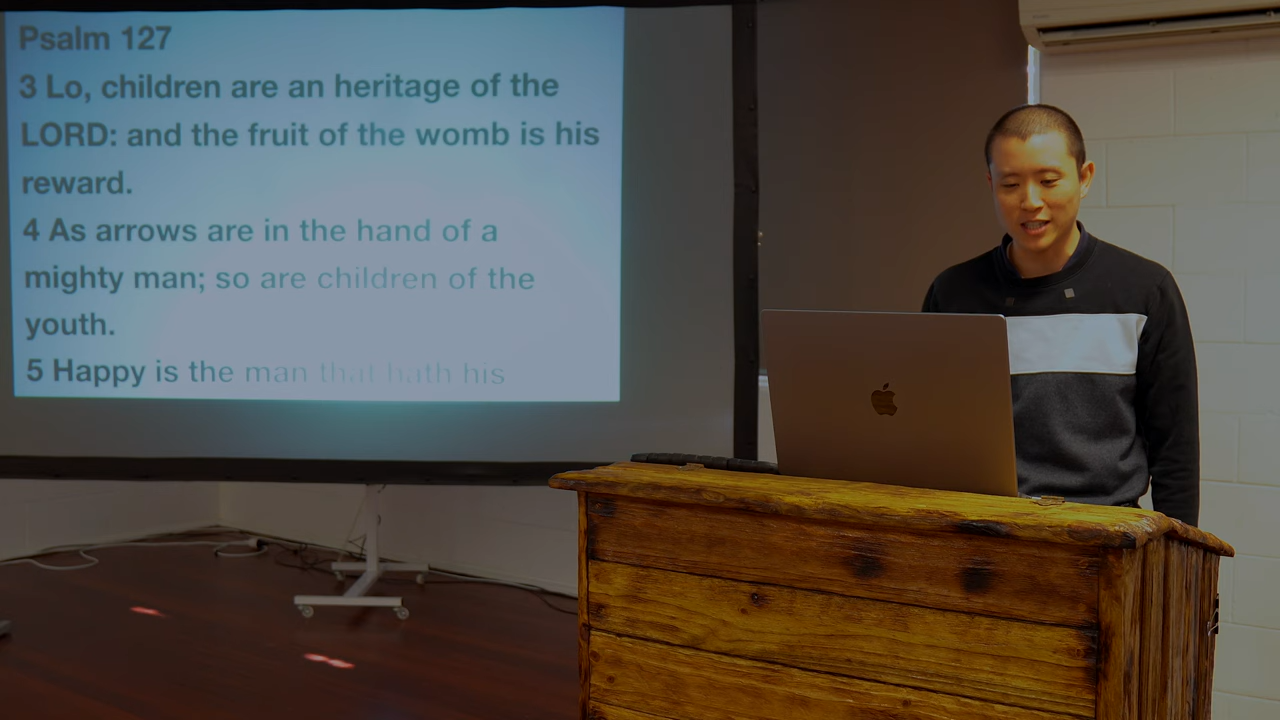 Psalm 127
3 Lo, children are an heritage of the
LORD: and the fruit of the womb is his
reward.
4 As arrows are in the hand of a
mighty man; so are children of the
youth.
5 Happy is the man that hath his